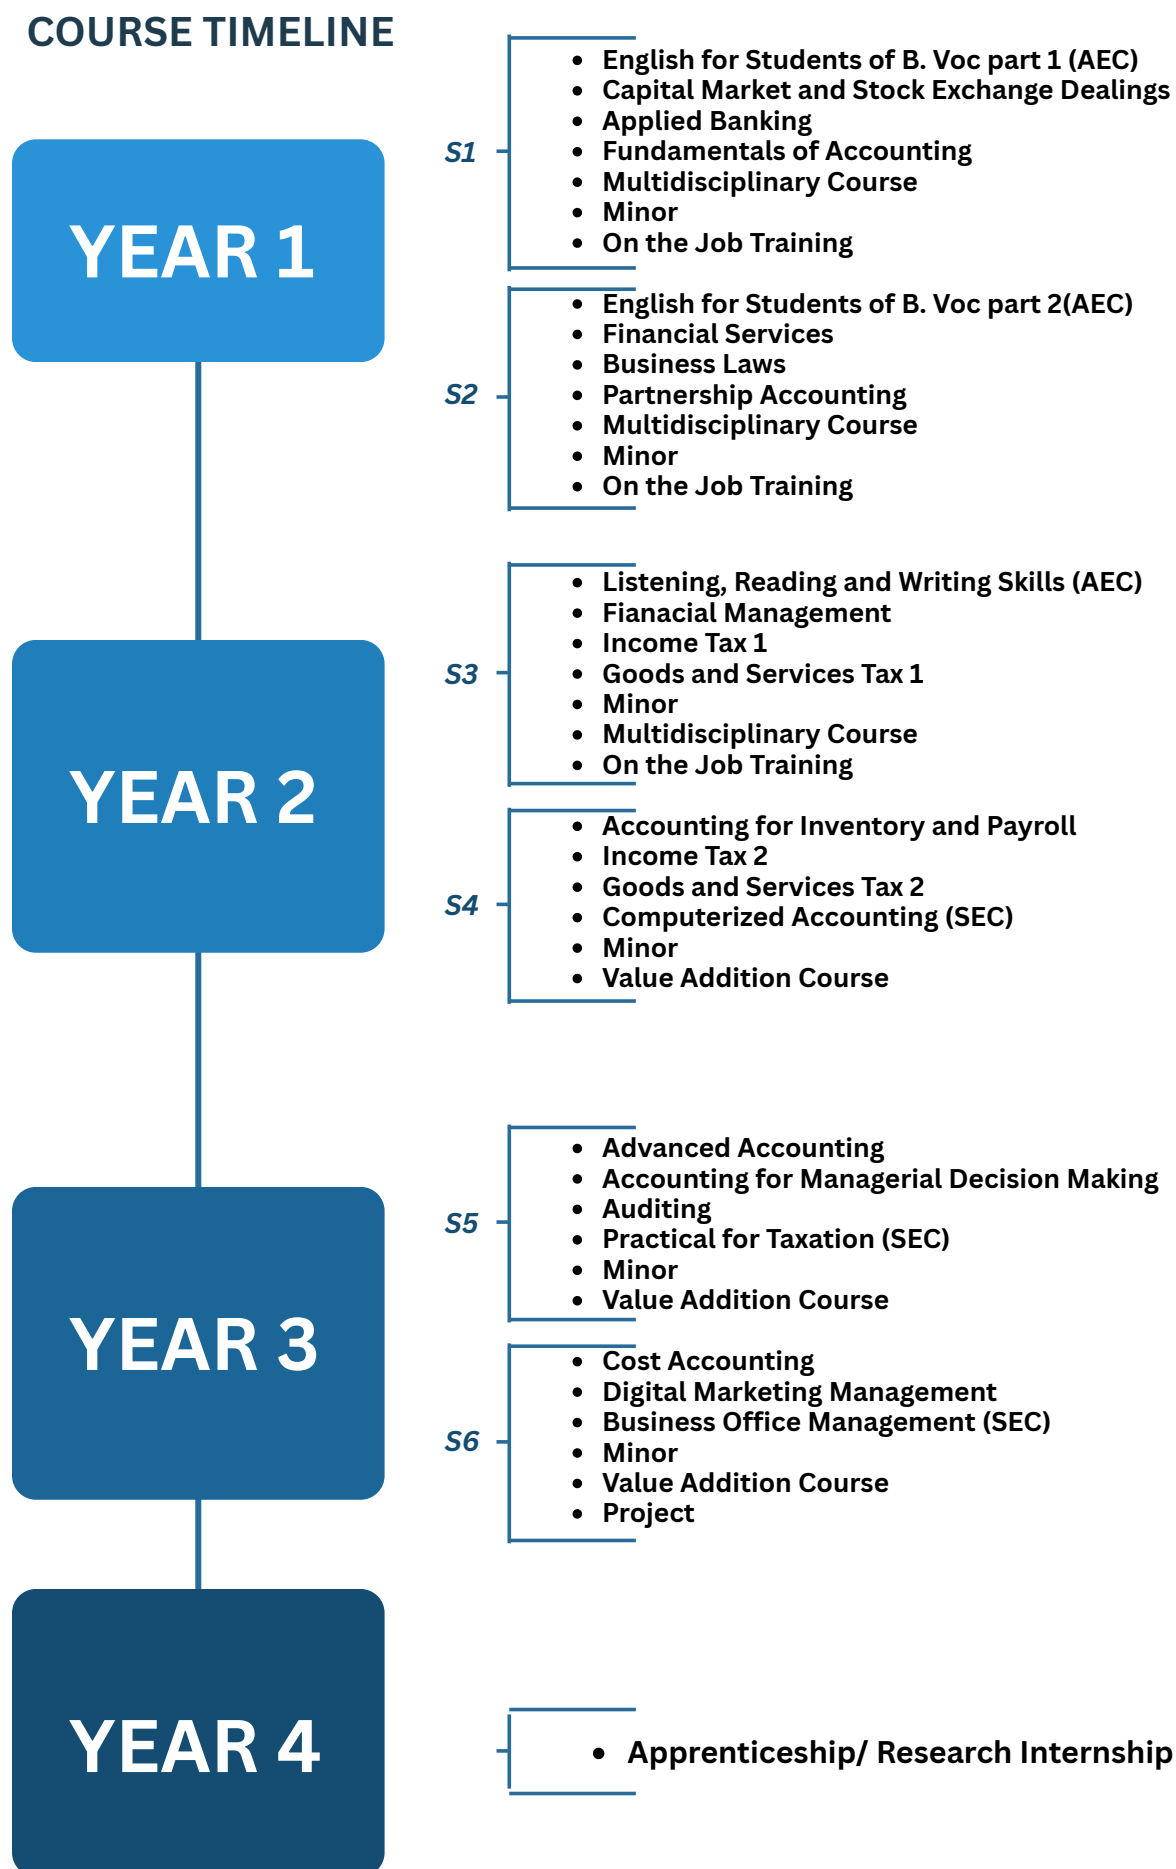 COURSE TIMELINE
YEAR 1
S1
• English for Students of B. Voc part 1 (AEC)
• Capital Market and Stock Exchange Dealings
• Applied Banking
• Fundamentals of Accounting
• Multidisciplinary Course
• Minor
• On the Job Training
S2
• English for Students of B. Voc part 2(AEC)
• Financial Services
• Business Laws
• Partnership Accounting
• Multidisciplinary Course
• Minor
• On the Job Training
YEAR 2
S3
• Listening, Reading and Writing Skills (AEC)
• Fianacial Management
• Income Tax 1
• Goods and Services Tax 1
• Minor
• Multidisciplinary Course
• On the Job Training
S4
• Accounting for Inventory and Payroll
• Income Tax 2
• Goods and Services Tax 2
• Computerized Accounting (SEC)
• Minor
• Value Addition Course
YEAR 3
S5
• Advanced Accounting
• Accounting for Managerial Decision Making
• Auditing
• Practical for Taxation (SEC)
• Minor
• Value Addition Course
S6
• Cost Accounting
• Digital Marketing Management
• Business Office Management (SEC)
• Minor
• Value Addition Course
• Project
YEAR 4
• Apprenticeship/ Research Internship